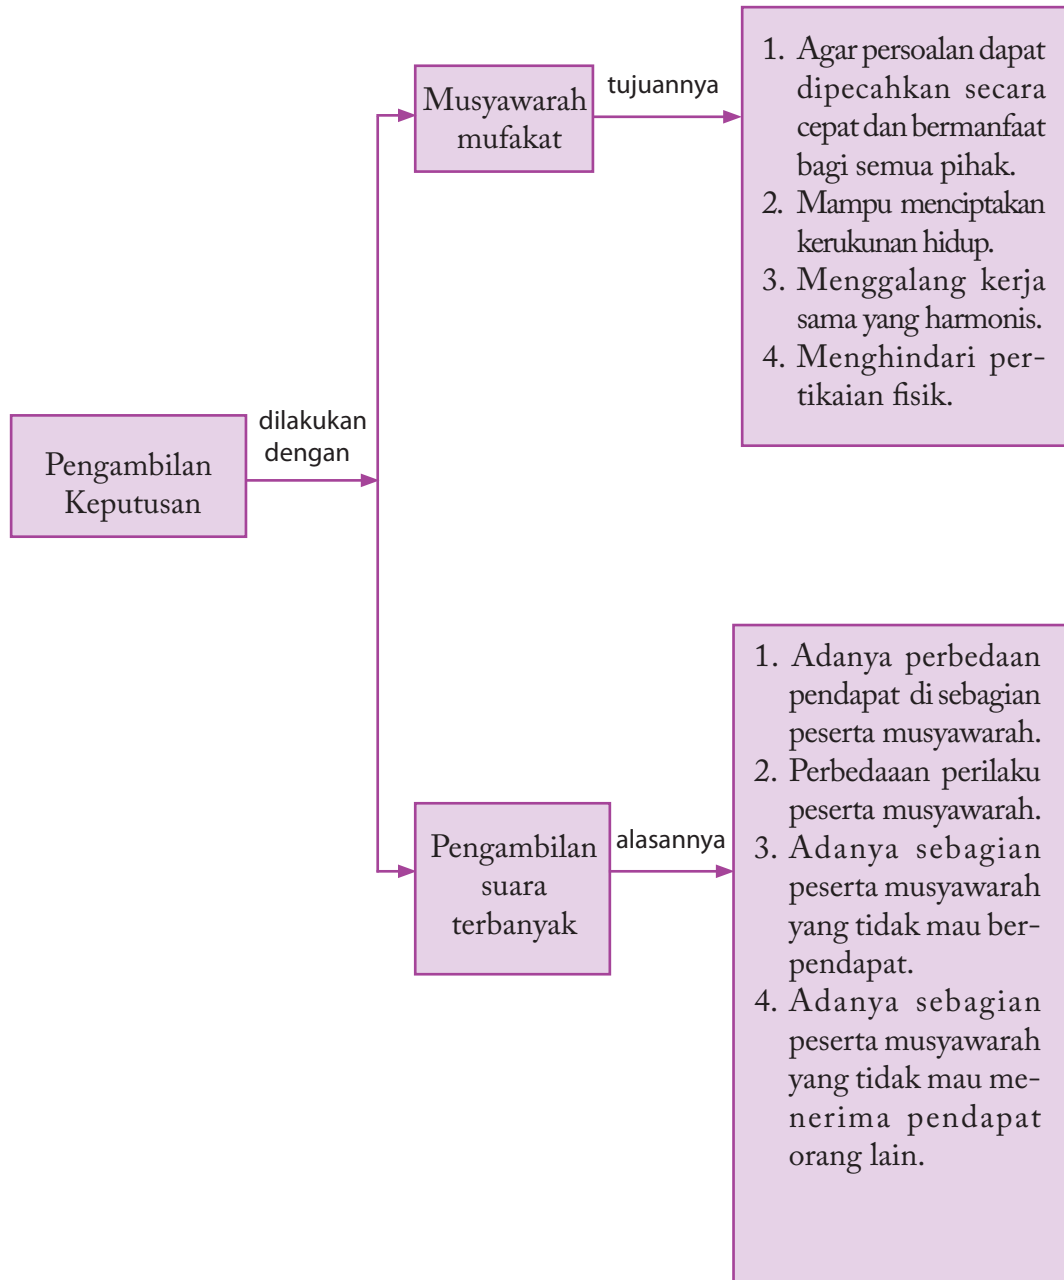 Pengambilan
Keputusan
dilakukan
dengan
Musyawarah
mufakat
tujuannya
1. Agar persoalan dapat
dipecahkan secara
cepat dan bermanfaat
bagi semua pihak.
2. Mampu menciptakan
kerukunan hidup.
3. Menggalang kerja
sama yang harmonis.
4. Menghindari per-
tikaian fisik.
Pengambilan
suara
terbanyak
alasannya
1. Adanya perbedaan
pendapat di sebagian
peserta musyawarah.
2. Perbedaaan perilaku
peserta musyawarah.
3. Adanya sebagian
peserta musyawarah
yang tidak mau ber-
pendapat.
4. Adanya sebagian
peserta musyawarah
yang tidak mau me-
nerima pendapat
orang lain.